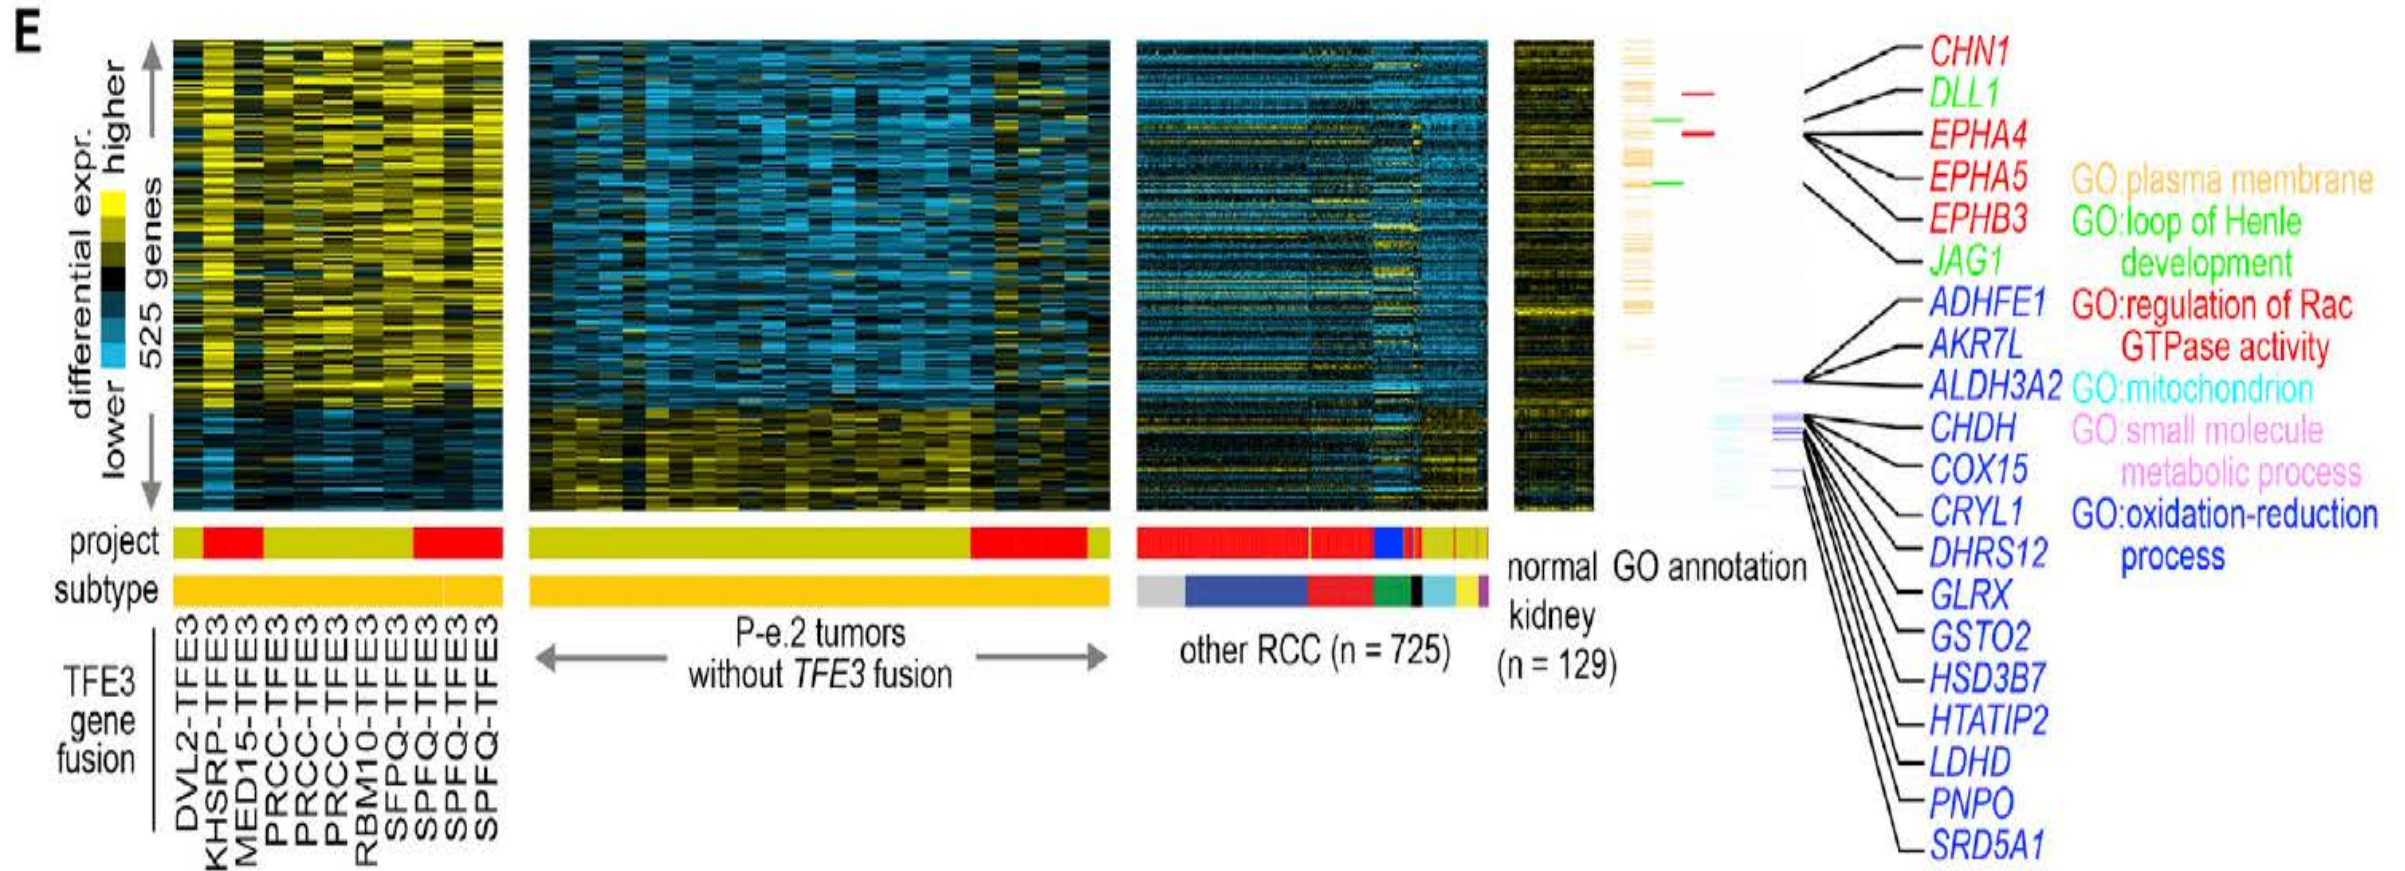 E
differential expr.
lower
higher
525 genes
project
subtype
TFE3
gene
fusion
DVL2-TFE3
KHSRP-TFE3
MED15-TFE3
PRCC-TFE3
PRCC-TFE3
PRCC-TFE3
RBM10-TFE3
SFPQ-TFE3
SPFQ-TFE3
SPFQ-TFE3
SPFQ-TFE3
P-e.2 tumors
without TFE3 fusion
other RCC (n = 725)
normal
kidney
(n = 129)
GO annotation
CHN1
DLL1
EPHA4
EPHA5
EPHB3
JAG1
ADHFE1
AKR7L
ALDH3A2
CHDH
COX15
CRYL1
DHRS12
GLRX
GSTO2
HSD3B7
HTATIP2
LDHD
PNPO
SRD5A1
GO:plasma membrane
GO:loop of Henle
development
GO:regulation of Rac
GTPase activity
GO:mitochondrion
GO:small molecule
metabolic process
GO:oxidation-reduction
process